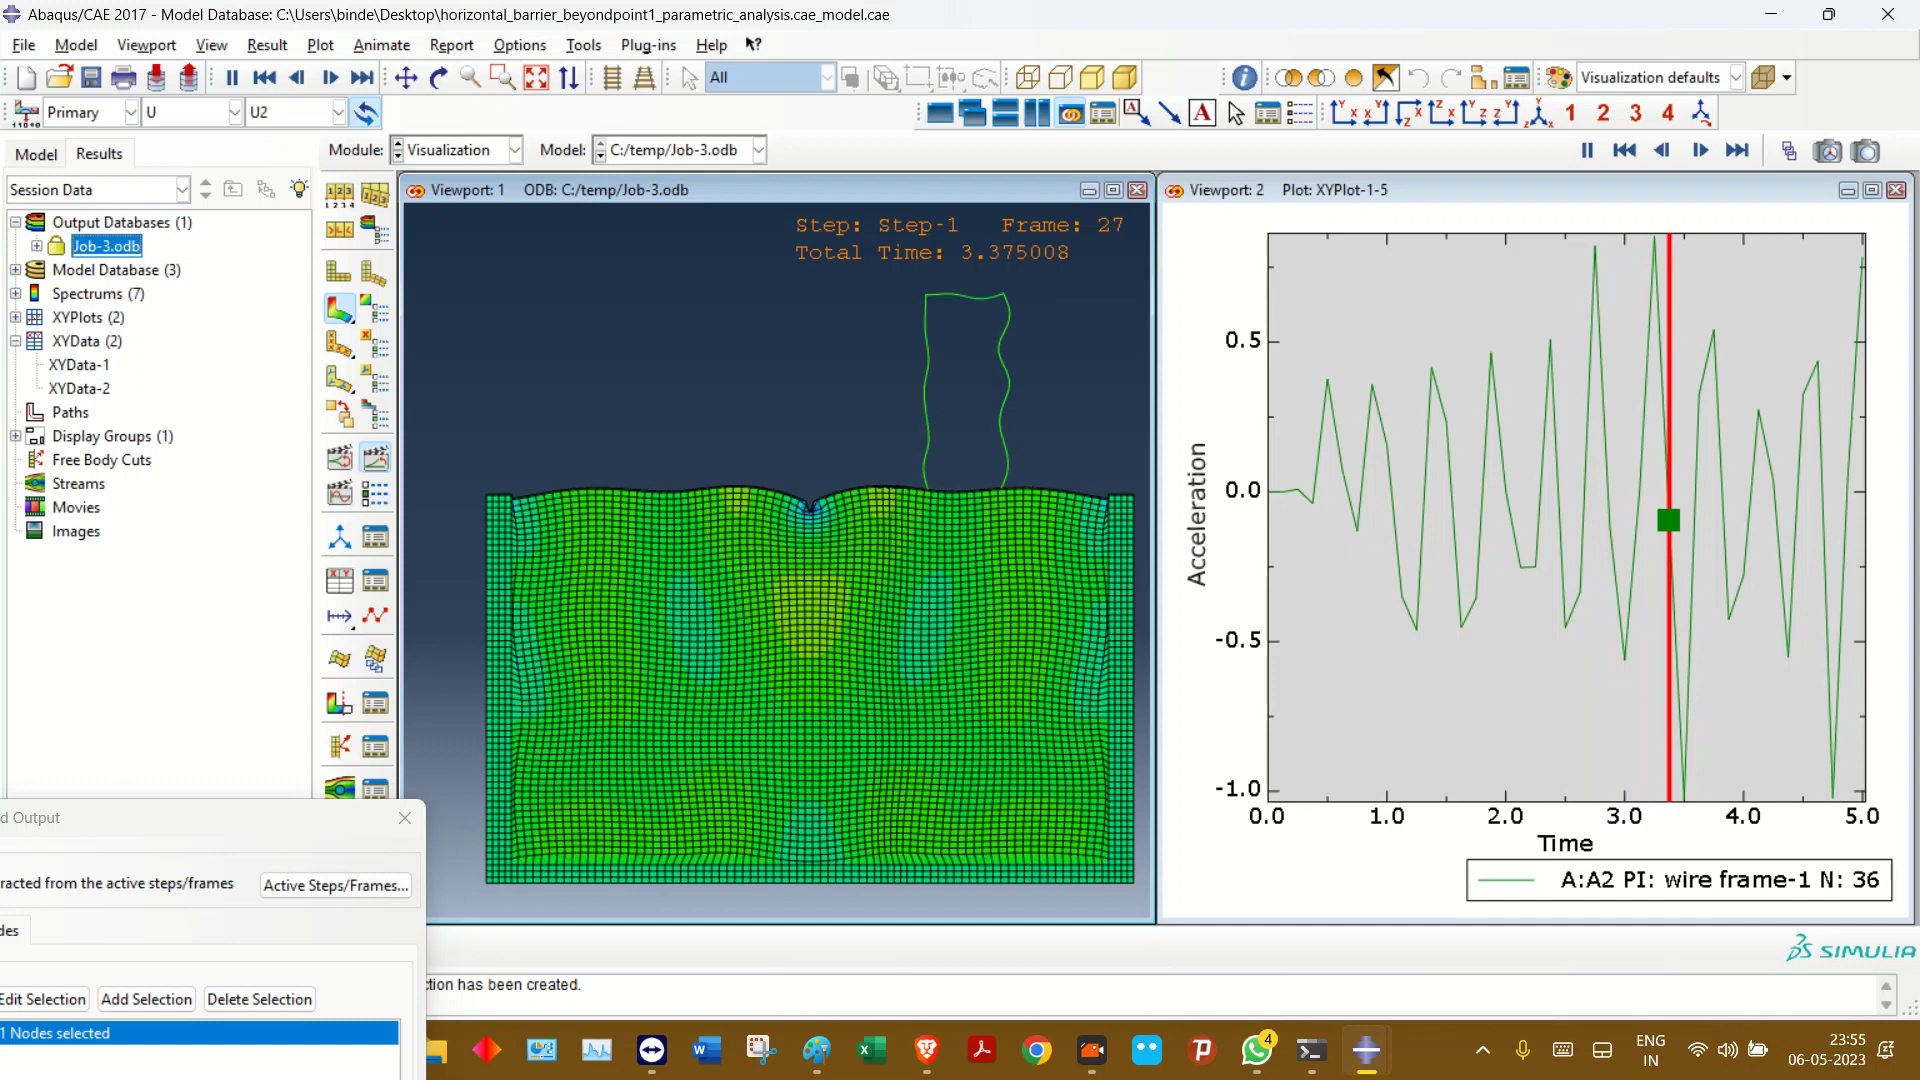 Abaqus/CAE 2017 - Model Database: C:\Users\binde\Desktop\horizontal_barrier_beyondpoint1_parametric_analysis.cae_model.cae
File Model Viewport View Result Plot Animate Report Options Tools Plug-ins Help
All
Visualization defaults
Primary U U2
1 2 3 4
Model Results
Module: Visualization Model: C:/temp/Job-3.odb
Session Data
Output Databases (1)
Job-3.odb
Model Database (3)
Spectrums (7)
XYPlots (2)
XYData (2)
XYData-1
XYData-2
Paths
Display Groups (1)
Free Body Cuts
Streams
Movies
Images
Viewport: 1 ODB: C:/temp/Job-3.odb
Step: Step-1 Frame: 27
Total Time: 3.375008
Viewport: 2 Plot: XYPlot-1-5
0.5
0.0
-0.5
-1.0
Acceleration
0.0 1.0 2.0 3.0 4.0 5.0
Time
A:A2 PI: wire frame-1 N: 36
d Output
racted from the active steps/frames
Active Steps/Frames...
des
Edit Selection Add Selection Delete Selection
1 Nodes selected
SIMULIA
tion has been created.
4
ENG
IN
23:55
06-05-2023